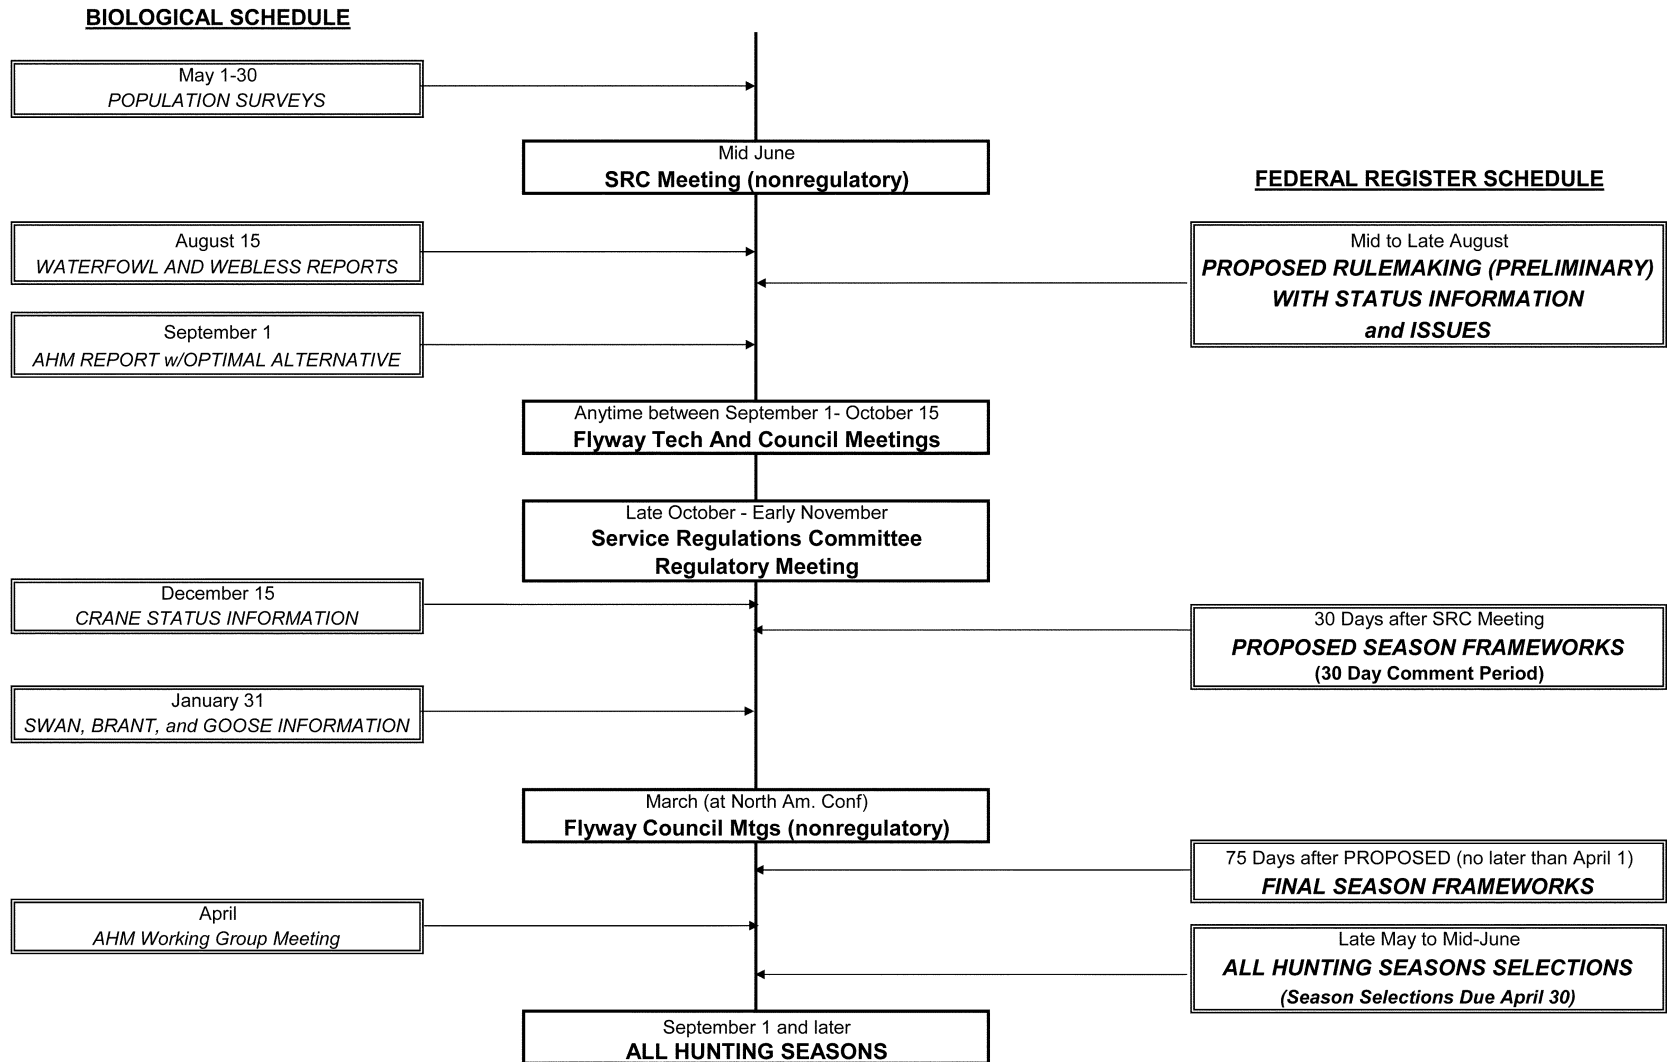 BIOLOGICAL SCHEDULE
May 1-30
POPULATION SURVEYS
Mid June
SRC Meeting (nonregulatory)
FEDERAL REGISTER SCHEDULE
August 15
WATERFOWL AND WEBLESS REPORTS
Mid to Late August
PROPOSED RULEMAKING (PRELIMINARY)
WITH STATUS INFORMATION
and ISSUES
September 1
AHM REPORT w/OPTIMAL ALTERNATIVE
Anytime between September 1- October 15
Flyway Tech And Council Meetings
Late October - Early November
Service Regulations Committee
Regulatory Meeting
December 15
CRANE STATUS INFORMATION
30 Days after SRC Meeting
PROPOSED SEASON FRAMEWORKS
(30 Day Comment Period)
January 31
SWAN, BRANT, and GOOSE INFORMATION
March (at North Am. Conf)
Flyway Council Mtgs (nonregulatory)
75 Days after PROPOSED (no later than April 1)
FINAL SEASON FRAMEWORKS
April
AHM Working Group Meeting
Late May to Mid-June
ALL HUNTING SEASONS SELECTIONS
(Season Selections Due April 30)
September 1 and later
ALL HUNTING SEASONS